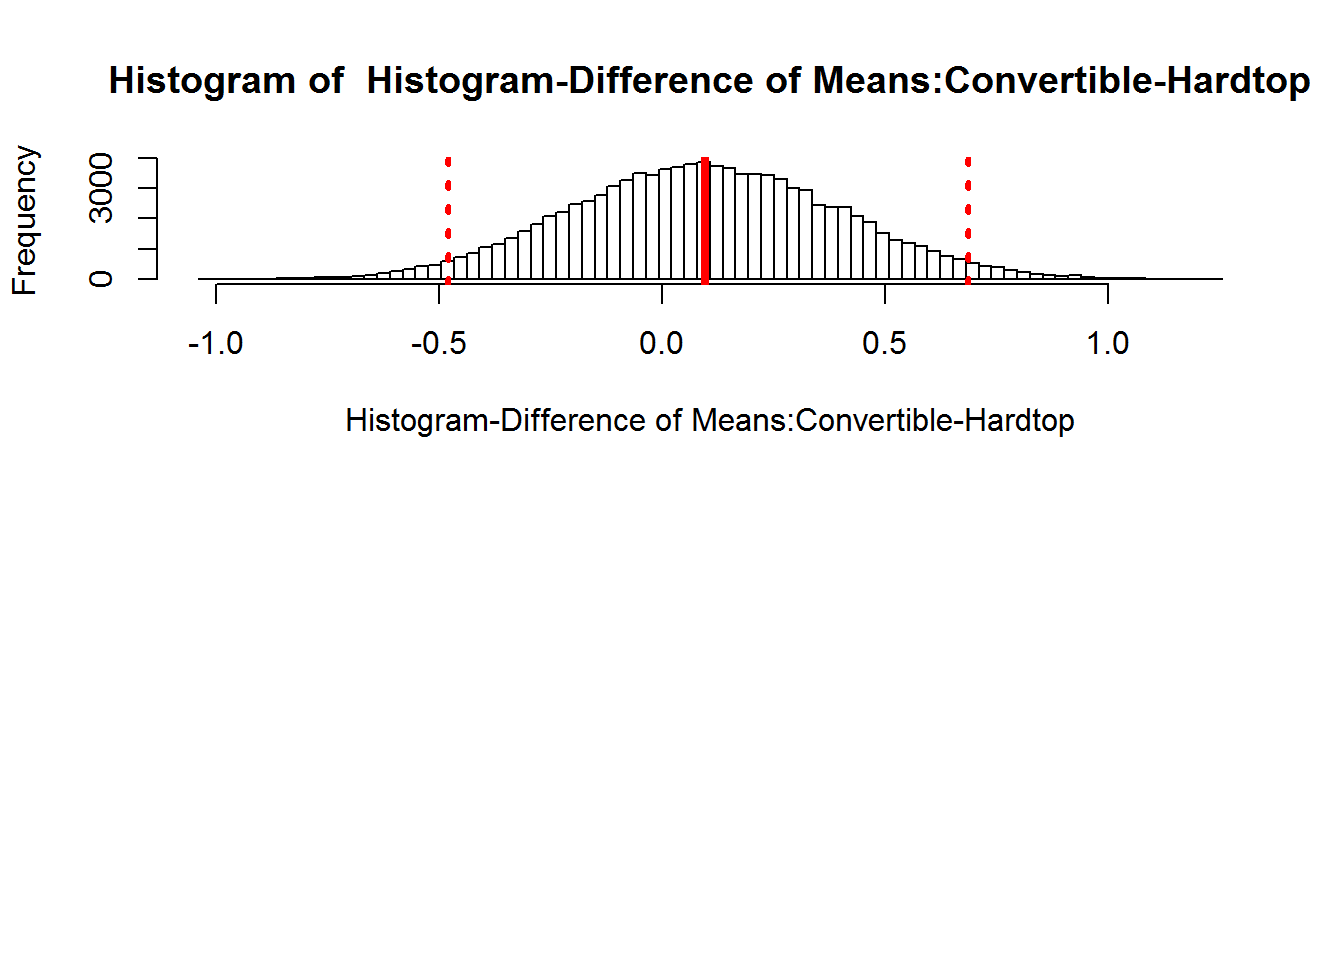 Histogram of  Histogram-Difference of Means:Convertible-Hardtop
Frequency
3000
0
-1.0 -0.5 0.0 0.5 1.0
Histogram-Difference of Means:Convertible-Hardtop